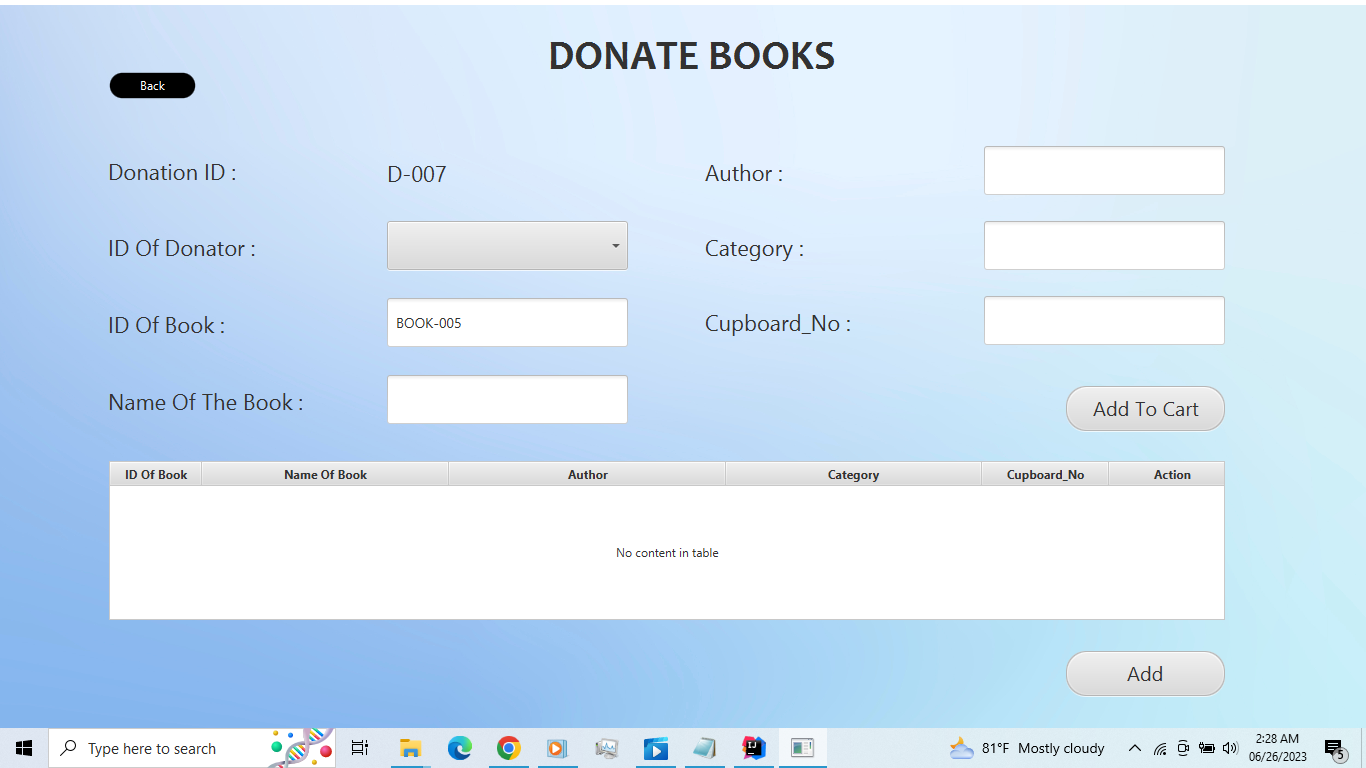 DONATE BOOKS
Back
Donation ID : D-007
Author :
ID Of Donator :
Category :
ID Of Book : BOOK-005
Cupboard_No :
Name Of The Book :
Add To Cart
ID Of Book Name Of Book Author Category Cupboard_No Action
No content in table
Add
Type here to search
81°F Mostly cloudy
2:28 AM
06/26/2023
5